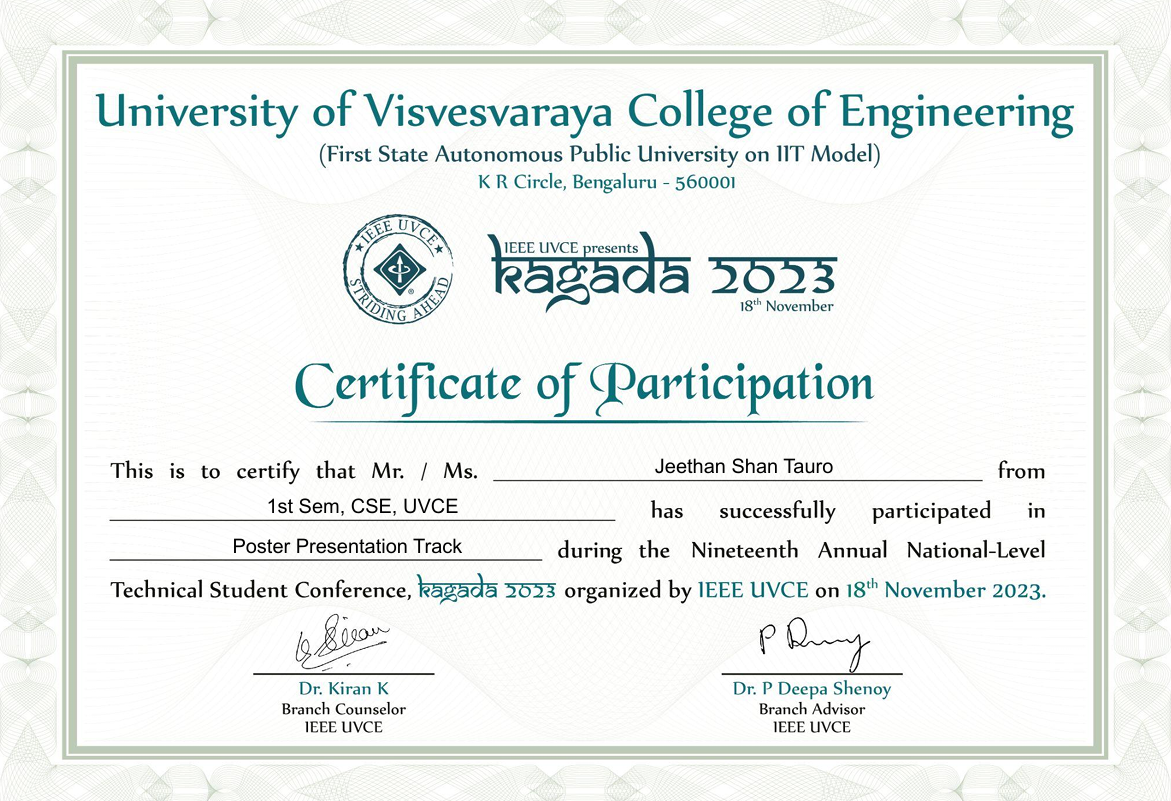 University of Visvesvaraya College of Engineering
(First State Autonomous Public University on IIT Model)
K R Circle, Bengaluru - 560001
IEEE UVCE
STRIDING AHEAD
®
IEEE UVCE presents
kagada 2023
18th November
Certificate of Participation
This is to certify that Mr. / Ms. Jeethan Shan Tauro from
1st Sem, CSE, UVCE has successfully participated in
Poster Presentation Track during the Nineteenth Annual National-Level
Technical Student Conference, kagada 2023 organized by IEEE UVCE on 18th November 2023.
Dr. Kiran K
Branch Counselor
IEEE UVCE
Dr. P Deepa Shenoy
Branch Advisor
IEEE UVCE